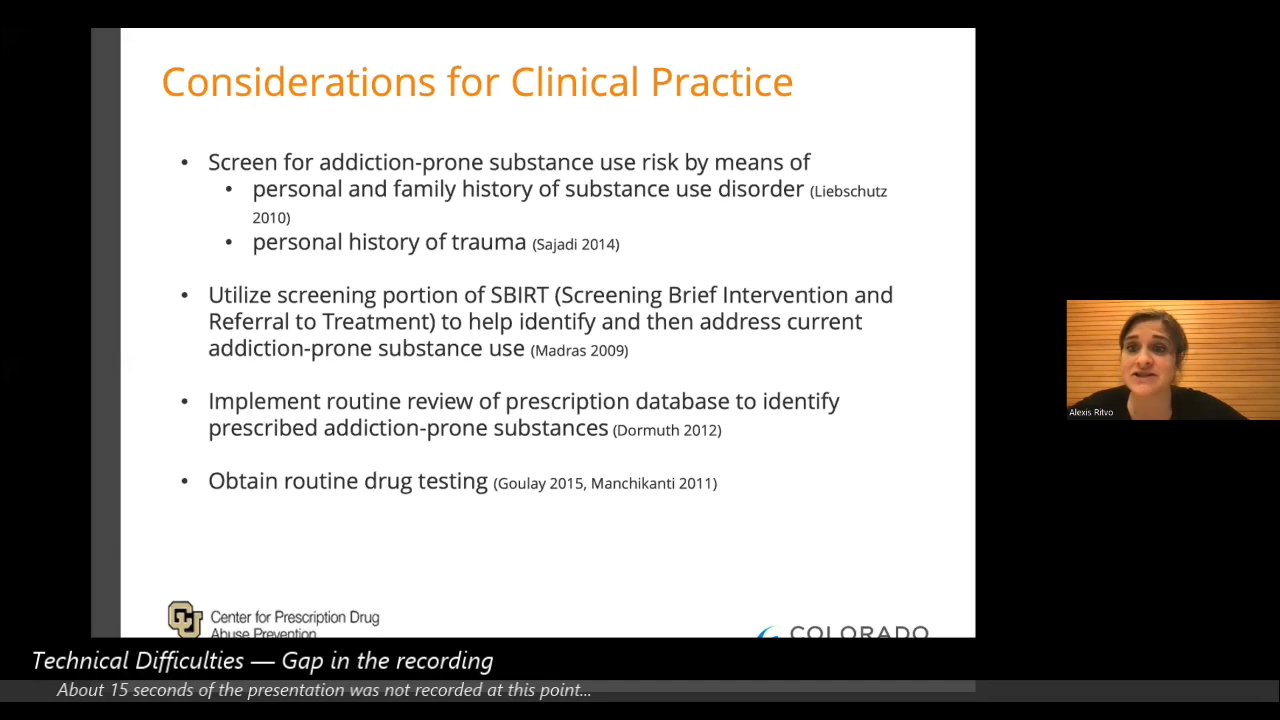 Considerations for Clinical Practice
• Screen for addiction-prone substance use risk by means of
• personal and family history of substance use disorder (Liebschutz
2010)
• personal history of trauma (Sajadi 2014)
• Utilize screening portion of SBIRT (Screening Brief Intervention and
Referral to Treatment) to help identify and then address current
addiction-prone substance use (Madras 2009)
• Implement routine review of prescription database to identify
prescribed addiction-prone substances (Dormuth 2012)
• Obtain routine drug testing (Goulay 2015, Manchikanti 2011)
Alexis Ritvo
CU
Center for Prescription Drug
Abuse Prevention
COLORADO
Technical Difficulties — Gap in the recording
About 15 seconds of the presentation was not recorded at this point...